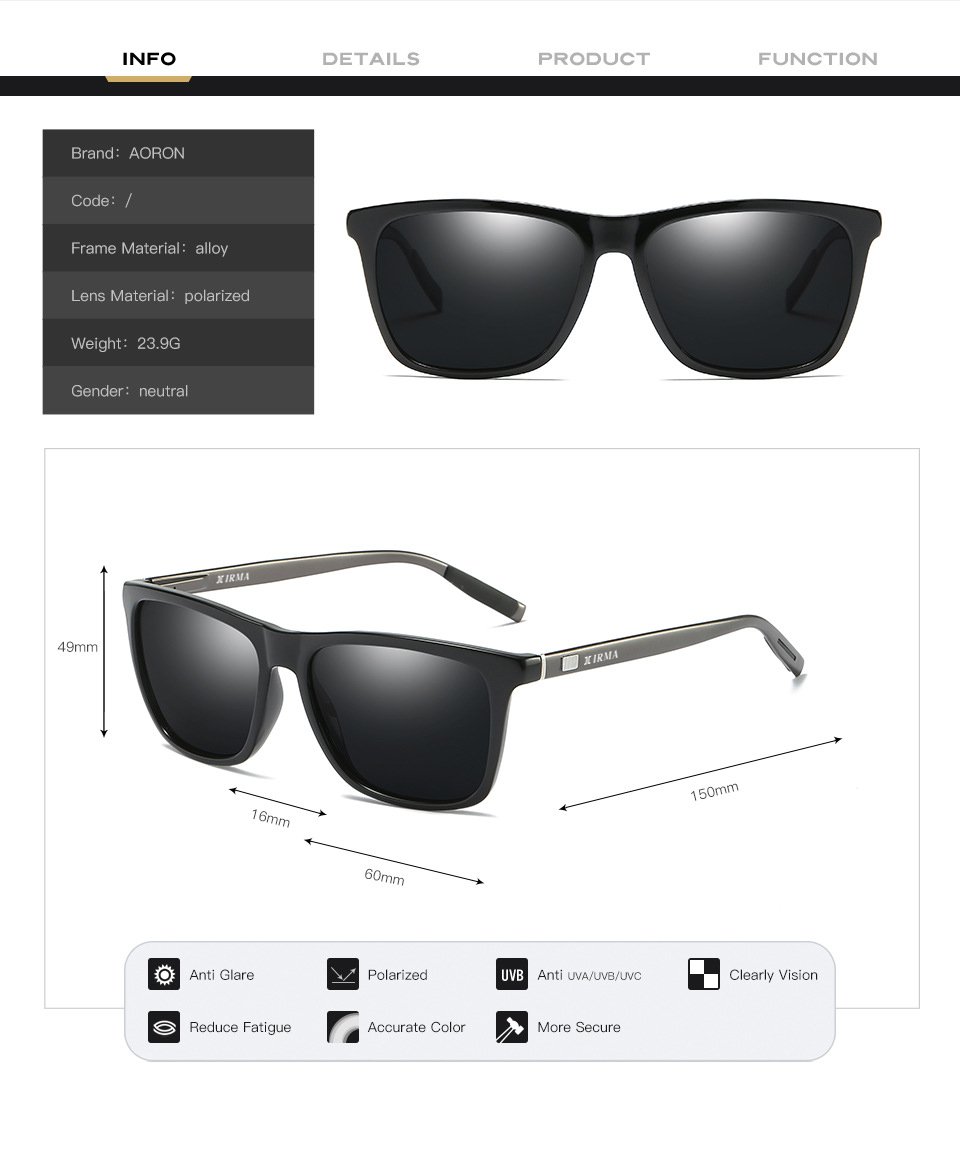 INFO DETAILS PRODUCT FUNCTION
Brand: AORON
Code: /
Frame Material: alloy
Lens Material: polarized
Weight: 23.9G
Gender: neutral
XIRMA
XIRMA
49mm
16mm
60mm
150mm
Anti Glare
Polarized
UVB Anti UVA/UVB/UVC
Clearly Vision
Reduce Fatigue
Accurate Color
More Secure